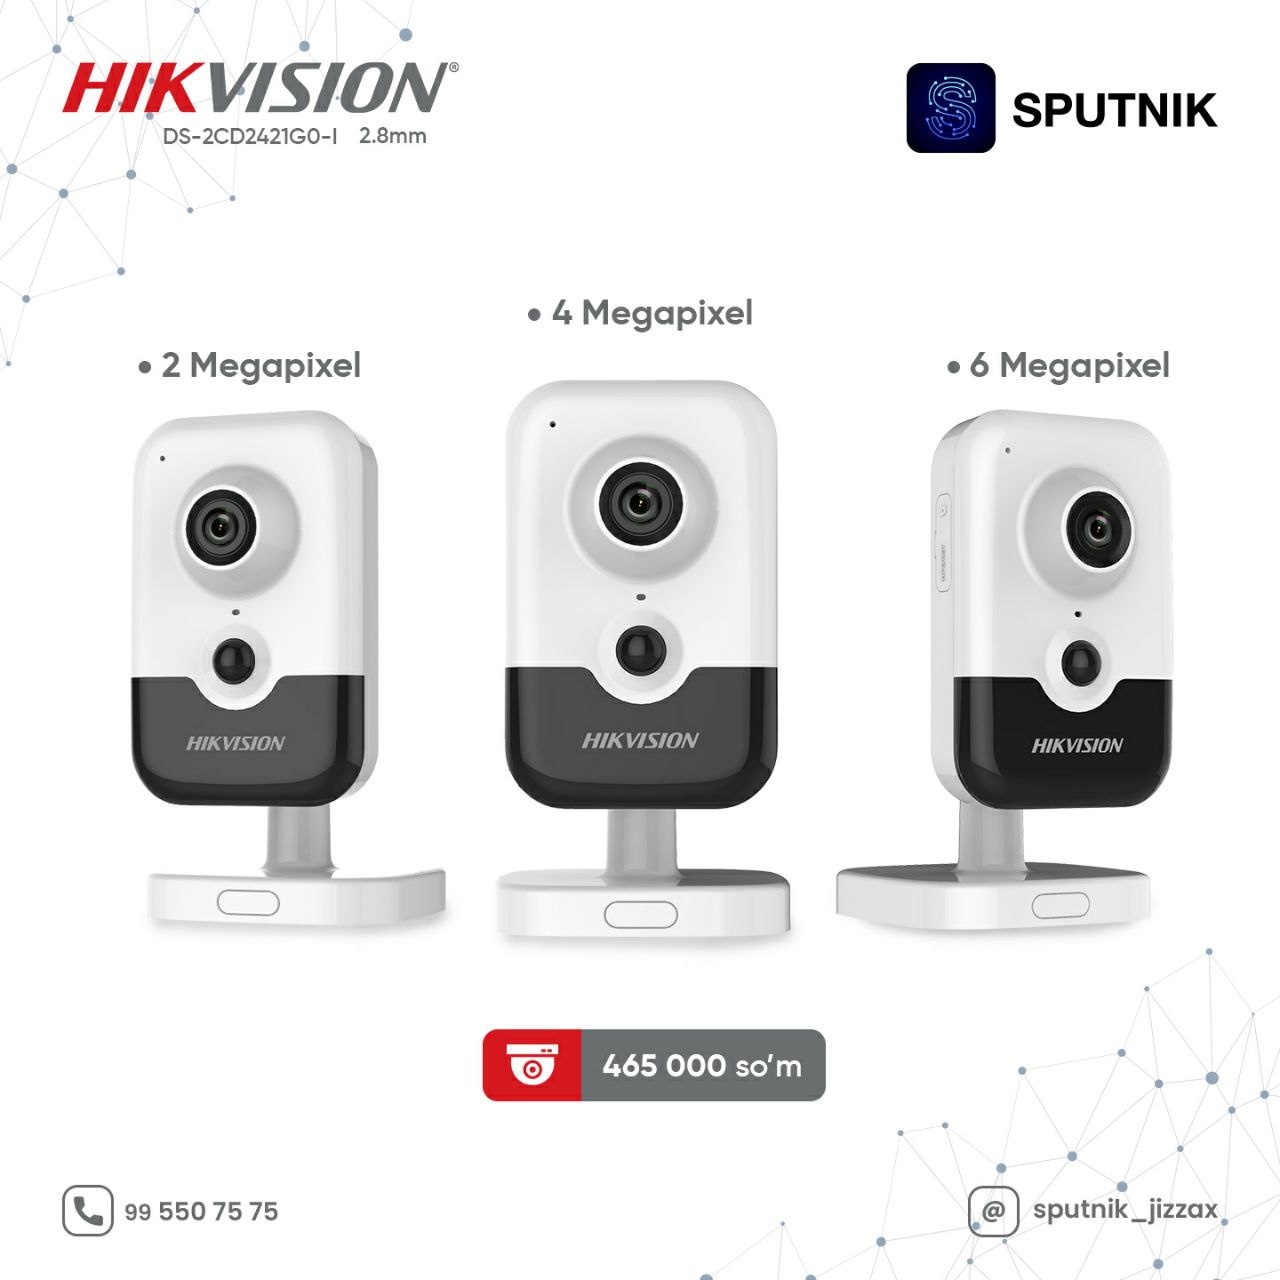 HIKVISION®
DS-2CD2421G0-I 2.8mm
SPUTNIK
• 4 Megapixel
• 2 Megapixel
• 6 Megapixel
HIKVISION
HIKVISION
HIKVISION
465 000 so'm
99 550 75 75
@ sputnik_jizzax